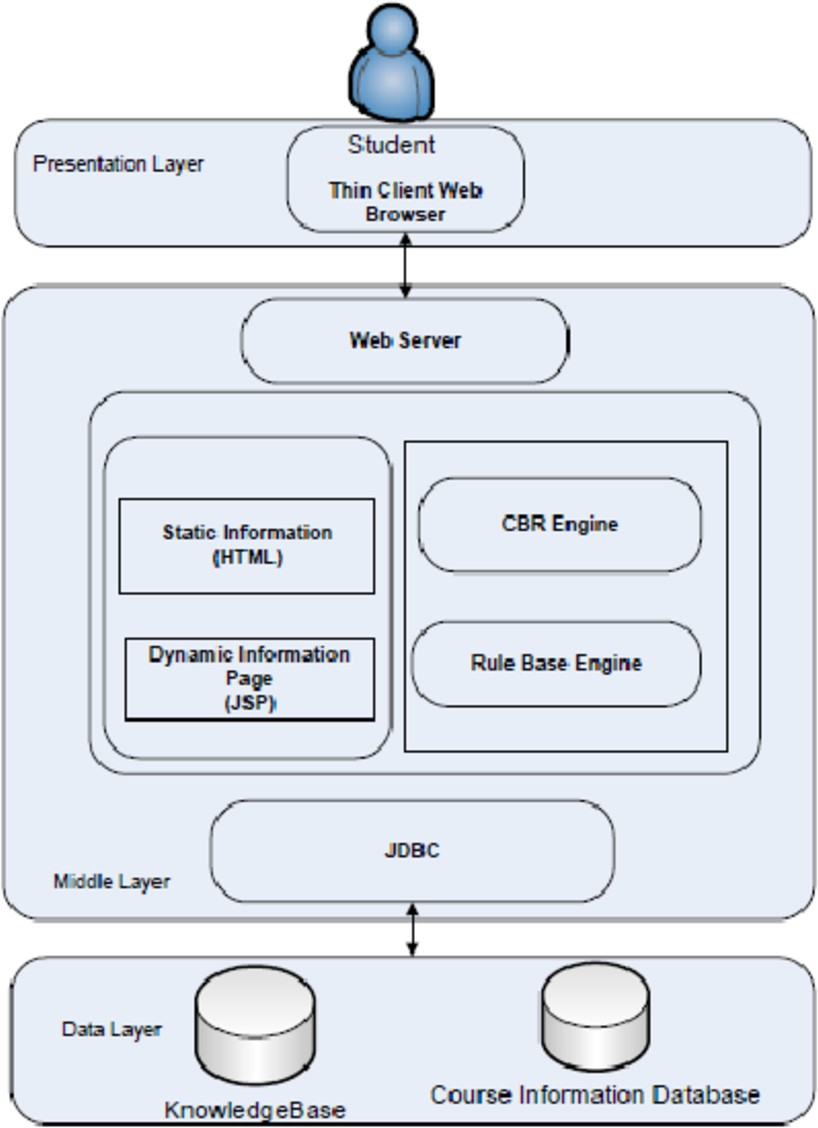 Student
Presentation Layer
Thin Client Web
Browser
Web Server
Static Information
(HTML)
CBR Engine
Dynamic Information
Page
(JSP)
Rule Base Engine
JDBC
Middle Layer
Data Layer
KnowledgeBase
Course Information Database